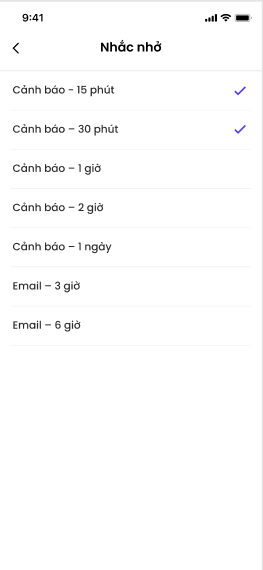 9:41
Nhắc nhở
Cảnh báo - 15 phút
Cảnh báo – 30 phút
Cảnh báo – 1 giờ
Cảnh báo – 2 giờ
Cảnh báo – 1 ngày
Email – 3 giờ
Email – 6 giờ